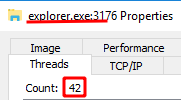 explorer.exe:3176 Properties
Image
Performance
Threads
TCP/IP
Count: 42